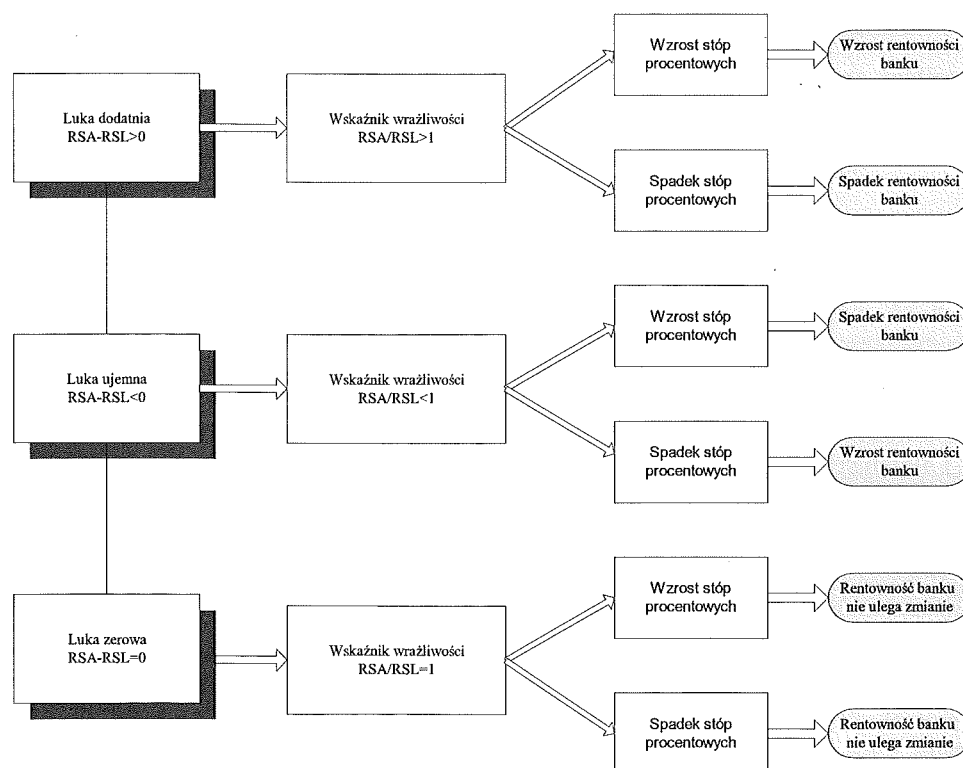 Luka dodatnia
RSA-RSL>0
Wskaźnik wrażliwości
RSA/RSL>1
Wzrost stóp
procentowych
Wzrost rentowności
banku
Spadek stóp
procentowych
Spadek rentowności
banku
Luka ujemna
RSA-RSL<0
Wskaźnik wrażliwości
RSA/RSL<1
Wzrost stóp
procentowych
Spadek rentowności
banku
Spadek stóp
procentowych
Wzrost rentowności
banku
Luka zerowa
RSA-RSL=0
Wskaźnik wrażliwości
RSA/RSL=1
Wzrost stóp
procentowych
Rentowność banku
nie ulega zmianie
Spadek stóp
procentowych
Rentowność banku
nie ulega zmianie